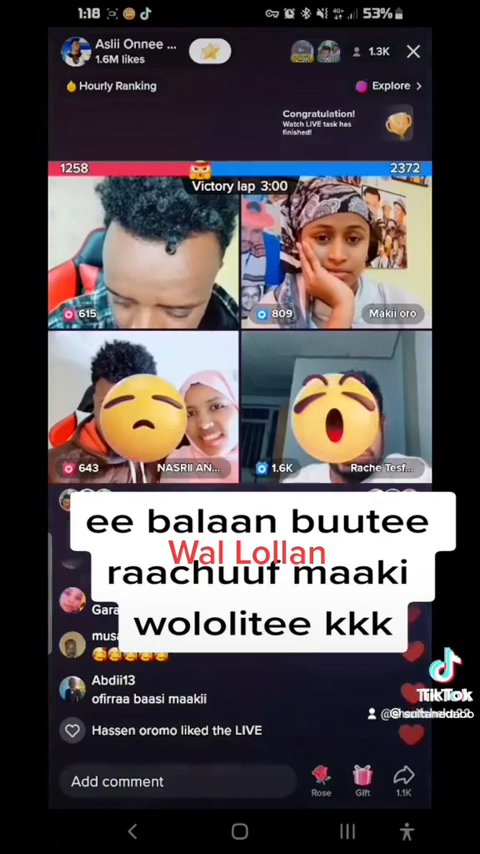 1:18
4G+
53%
Aslii Onnee ...
1.6M likes
1.3K
Hourly Ranking
Explore >
Congratulation!
Watch LIVE task has
finished!
1258
2372
Victory lap 3:00
615
809
Makii oro
643
NASRII AN...
1.6K
Rache Tesf...
ee balaan buutee
Wal Lollan
raachuuf maaki
wololitee kkk
Gara
musa
Abdii13
ofirraa baasi maakii
Hassen oromo liked the LIVE
TikTok
Add comment
Rose
Gift
1.1K